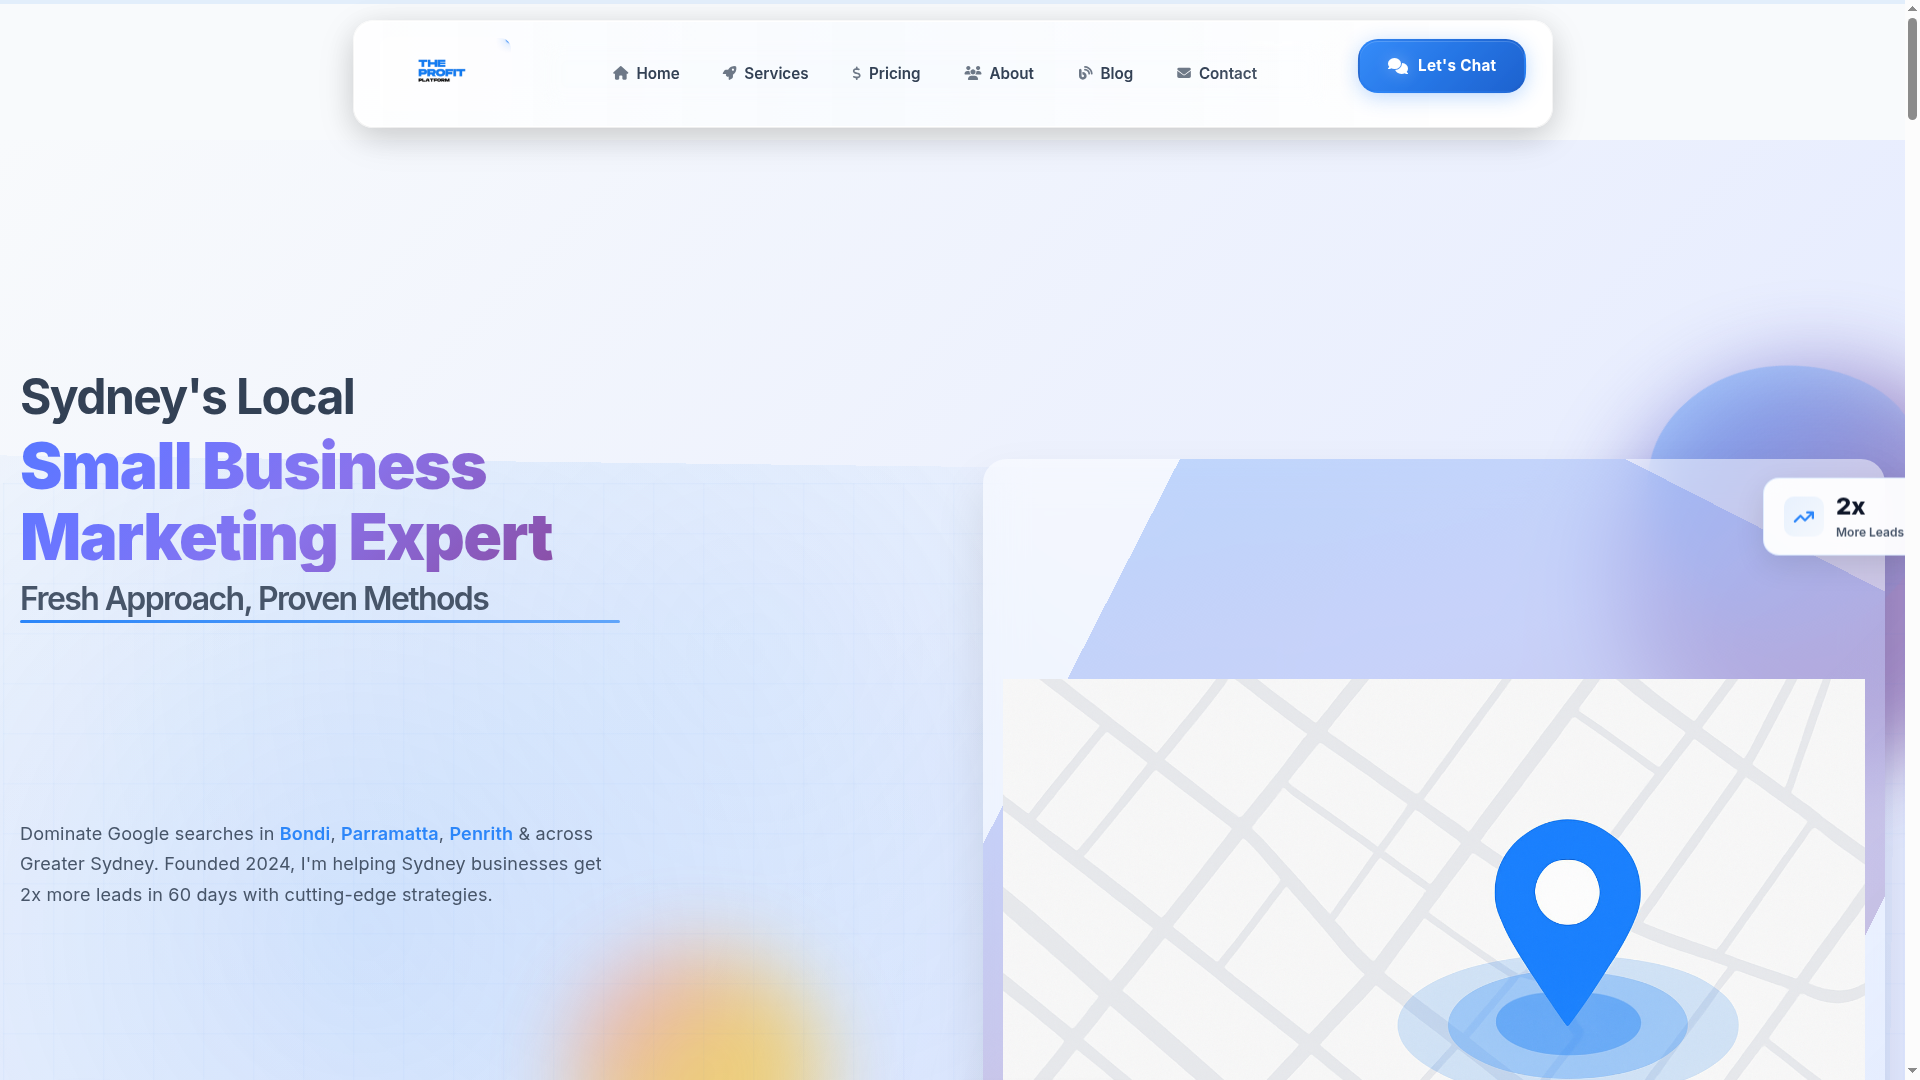 THE
PROFIT
PLATFORM
Home
Services
Pricing
About
Blog
Contact
Let's Chat
Sydney's Local
Small Business
Marketing Expert
Fresh Approach, Proven Methods
2x
More Leads
Dominate Google searches in Bondi, Parramatta, Penrith & across
Greater Sydney. Founded 2024, I'm helping Sydney businesses get
2x more leads in 60 days with cutting-edge strategies.